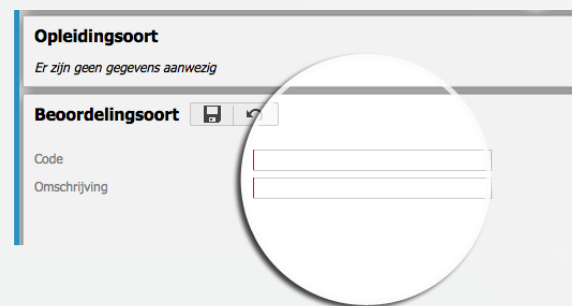 Opleidingsoort
Er zijn geen gegevens aanwezig
Beoordelingsoort
Code
Omschrijving